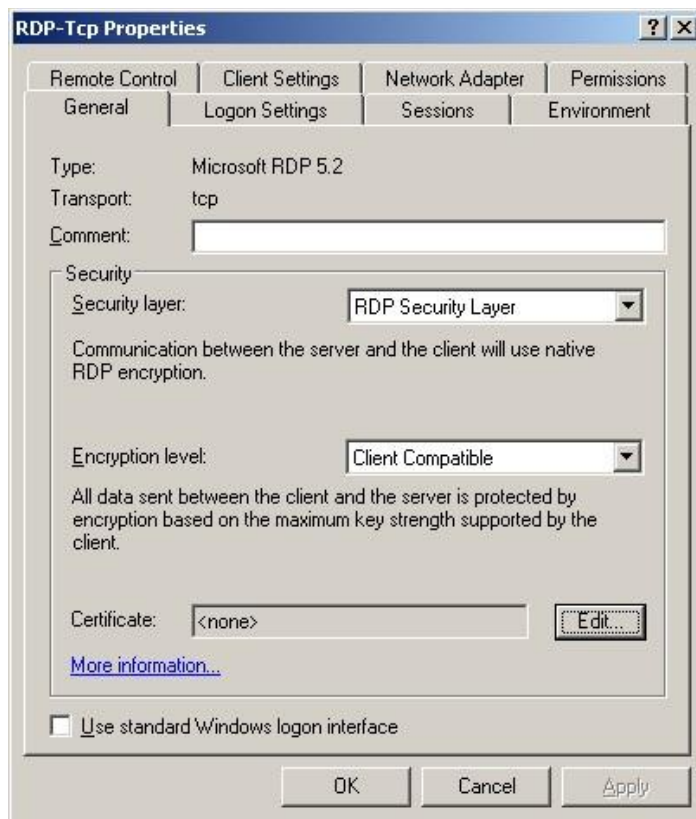 RDP-Tcp Properties
?
Remote Control Client Settings Network Adapter Permissions
General Logon Settings Sessions Environment
Type: Microsoft RDP 5.2
Transport: tcp
Comment:
Security
Security layer: RDP Security Layer
Communication between the server and the client will use native
RDP encryption.
Encryption level: Client Compatible
All data sent between the client and the server is protected by
encryption based on the maximum key strength supported by the
client.
Certificate: <none> Edit...
More information...
Use standard Windows logon interface
OK Cancel Apply